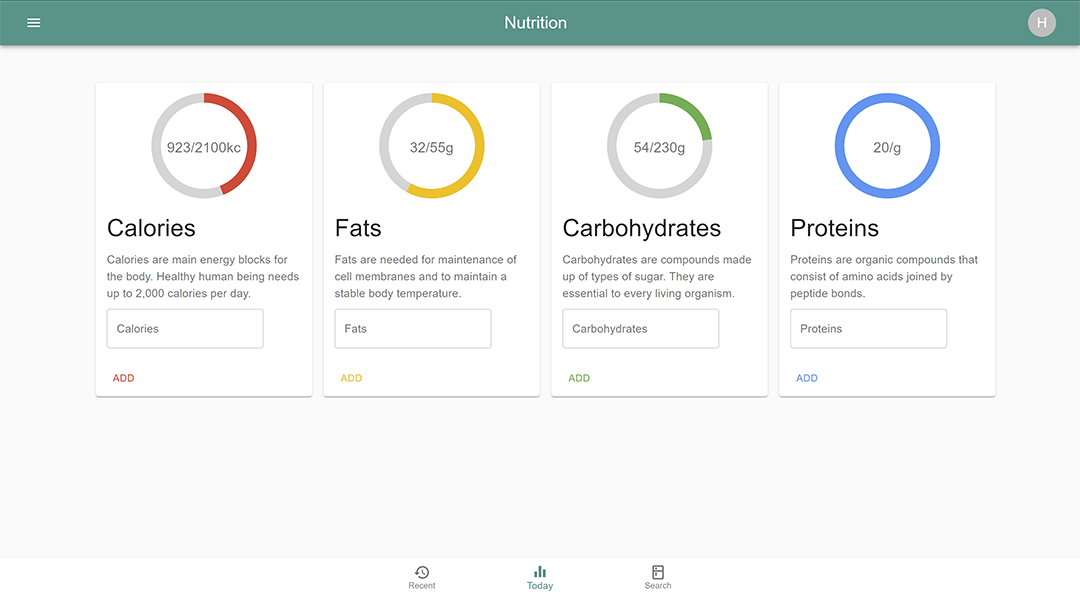 Nutrition
H
923/2100kc
Calories
Calories are main energy blocks for
the body. Healthy human being needs
up to 2,000 calories per day.
Calories
ADD
32/55g
Fats
Fats are needed for maintenance of
cell membranes and to maintain a
stable body temperature.
Fats
ADD
54/230g
Carbohydrates
Carbohydrates are compounds made
up of types of sugar. They are
essential to every living organism.
Carbohydrates
ADD
20/g
Proteins
Proteins are organic compounds that
consist of amino acids joined by
peptide bonds.
Proteins
ADD
Recent
Today
Search